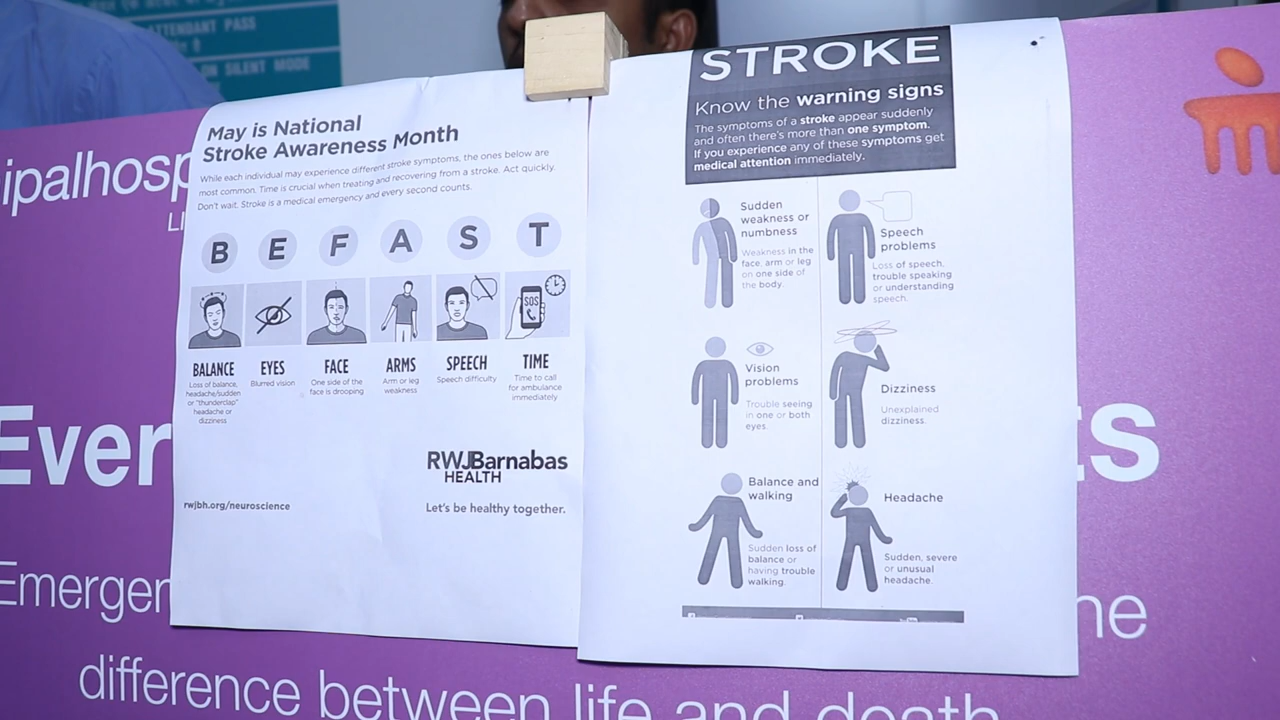 ATTENDANT PASS
ON SILENT MODE
ipalhosp
LI
Ever
ts
Emergen
ne
difference between life and death
May is National
Stroke Awareness Month
While each individual may experience different stroke symptoms, the ones below are
most common. Time is crucial when treating and recovering from a stroke. Act quickly.
Don't wait. Stroke is a medical emergency and every second counts.
B E F A S T
SOS
BALANCE
Loss of balance,
headache/sudden
or "thunderclap"
headache or
dizziness
EYES
Blurred vision
FACE
One side of the
face is drooping
ARMS
Arm or leg
weakness
SPEECH
Speech difficulty
TIME
Time to call
for ambulance
immediately
RWJBarnabas
HEALTH
rwjbh.org/neuroscience
Let's be healthy together.
STROKE
Know the warning signs
The symptoms of a stroke appear suddenly
and often there's more than one symptom.
If you experience any of these symptoms get
medical attention immediately.
Sudden
weakness or
numbness
Weakness in the
face, arm or leg
on one side of
the body.
Speech
problems
Loss of speech,
trouble speaking
or understanding
speech.
Vision
problems
Trouble seeing
in one or both
eyes.
Dizziness
Unexplained
dizziness.
Balance and
walking
Sudden loss of
balance or
having trouble
walking.
Headache
Sudden, severe
or unusual
headache.